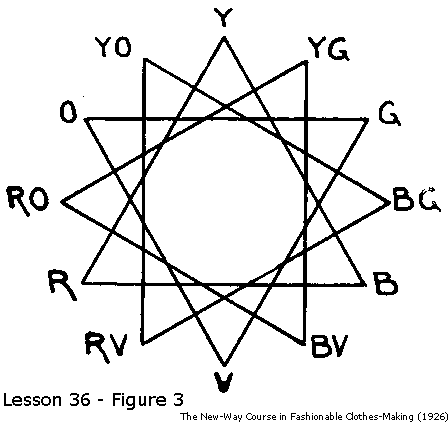 Y
YO YG
O G
RO BG
R B
RV BV
V
Lesson 36 - Figure 3
The New-Way Course in Fashionable Clothes-Making (1926)